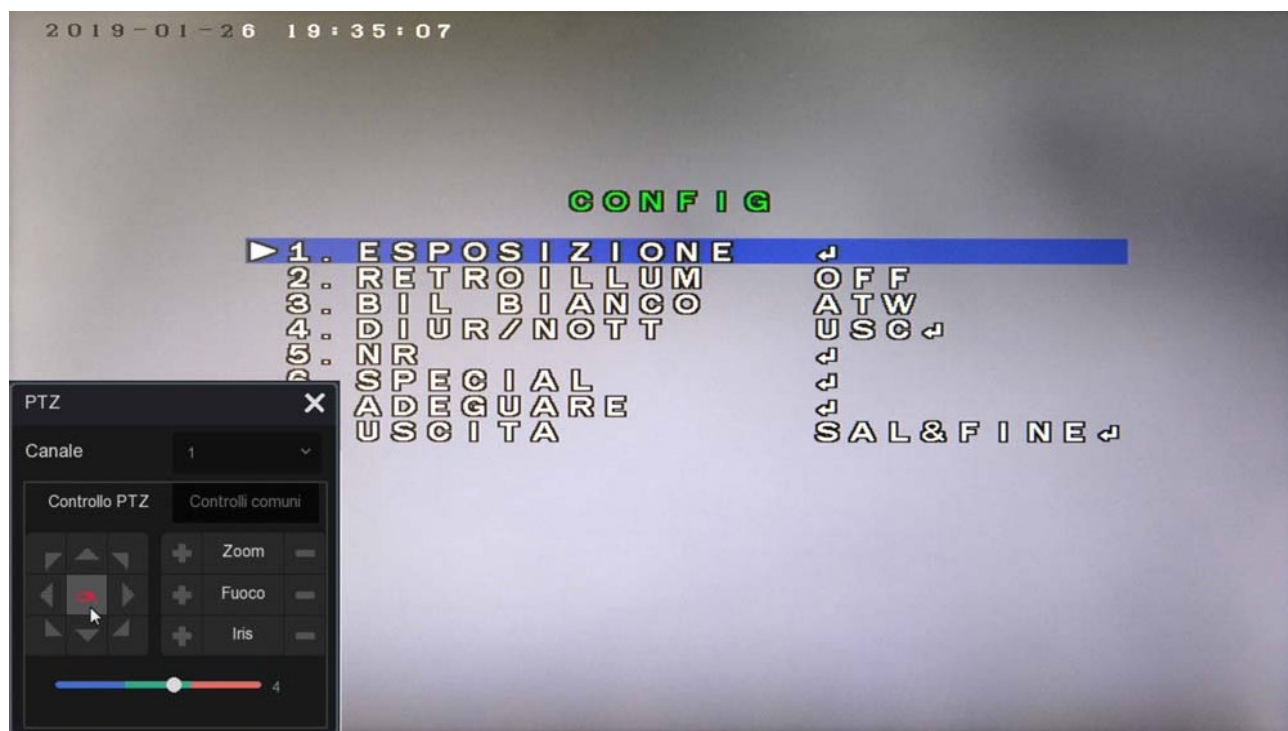 2019-01-26 19:35:07
CONFIG
1. ESPOSIZIONE ↲
2. RETROILLUM OFF
3. BIL BIANCO ATW
4. DIUR/NOTT USC↲
5. NR ↲
SPECIAL ↲
ADEGUARE ↲
USCITA SAL&FINE↲
PTZ
Canale 1
Controllo PTZ Controlli comuni
Zoom
Fuoco
Iris
4